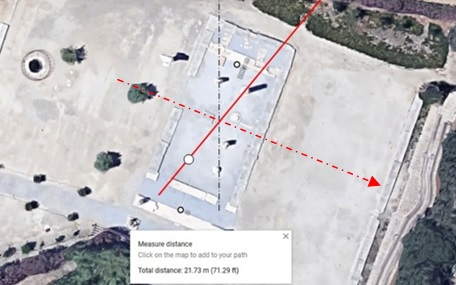 Measure distance
Click on the map to add to your path
Total distance: 21.73 m (71.29 ft)